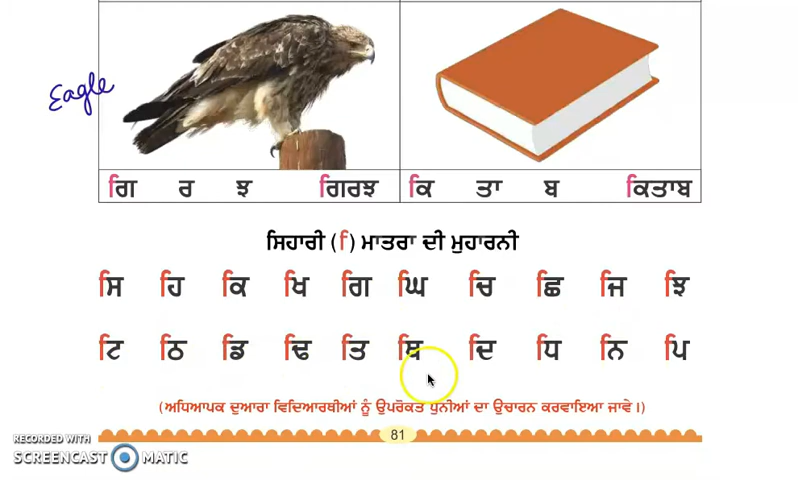 Eagle
ਗਿ ਰ ਝ ਗਿਰਝ
ਕਿ ਤਾ ਬ ਕਿਤਾਬ
ਸਿਹਾਰੀ (ਿ) ਮਾਤਰਾ ਦੀ ਮੁਹਾਰਨੀ
ਸਿ ਹਿ ਕਿ ਖਿ ਗਿ ਘਿ ਚਿ ਛਿ ਜਿ ਝਿ
ਟਿ ਠਿ ਡਿ ਢਿ ਤਿ ਥਿ ਦਿ ਧਿ ਨਿ ਪਿ
(ਅਧਿਆਪਕ ਦੁਆਰਾ ਵਿਦਿਆਰਥੀਆਂ ਨੂੰ ਉਪਰੋਕਤ ਧੁਨੀਆਂ ਦਾ ਉਚਾਰਨ ਕਰਵਾਇਆ ਜਾਵੇ।)
81
RECORDED WITH
SCREENCAST MATIC